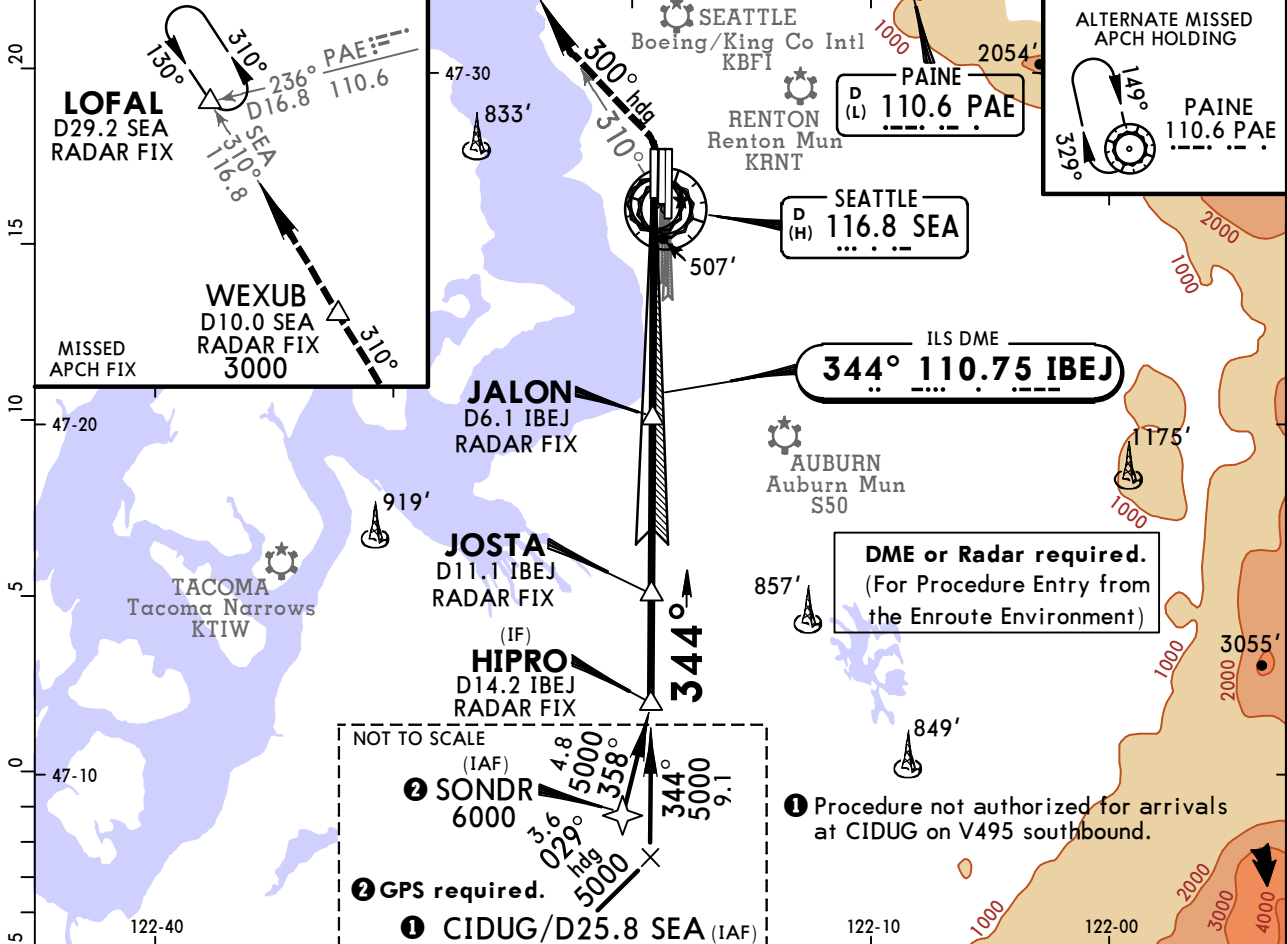 20
15
10
5
0
5
130°
310°
236° PAE
D16.8 110.6
LOFAL
D29.2 SEA
RADAR FIX
SEA
310°
116.8
WEXUB
D10.0 SEA
RADAR FIX
3000
310°
MISSED
APCH FIX
47-30
833'
300° hdg
310°
SEATTLE
Boeing/King Co Intl
KBFI
RENTON
Renton Mun
KRNT
1000
2054'
PAINE
D
(L)
110.6 PAE
ALTERNATE MISSED
APCH HOLDING
149°
329°
PAINE
110.6 PAE
SEATTLE
D
(H)
116.8 SEA
507'
2000
1000
ILS DME
344° 110.75 IBEJ
JALON
D6.1 IBEJ
RADAR FIX
47-20
AUBURN
Auburn Mun
S50
1175'
1000
919'
JOSTA
D11.1 IBEJ
RADAR FIX
TACOMA
Tacoma Narrows
KTIW
857'
DME or Radar required.
(For Procedure Entry from
the Enroute Environment)
(IF)
HIPRO
D14.2 IBEJ
RADAR FIX
344°
1000
2000
3055'
849'
NOT TO SCALE
(IAF)
2 SONDR
6000
4.8
5000
358°
344°
5000
9.1
3.6
029°
hdg
5000
2 GPS required.
1 CIDUG/D25.8 SEA (IAF)
1 Procedure not authorized for arrivals
at CIDUG on V495 southbound.
47-10
122-40
122-10
122-00
1000
2000
3000
4000